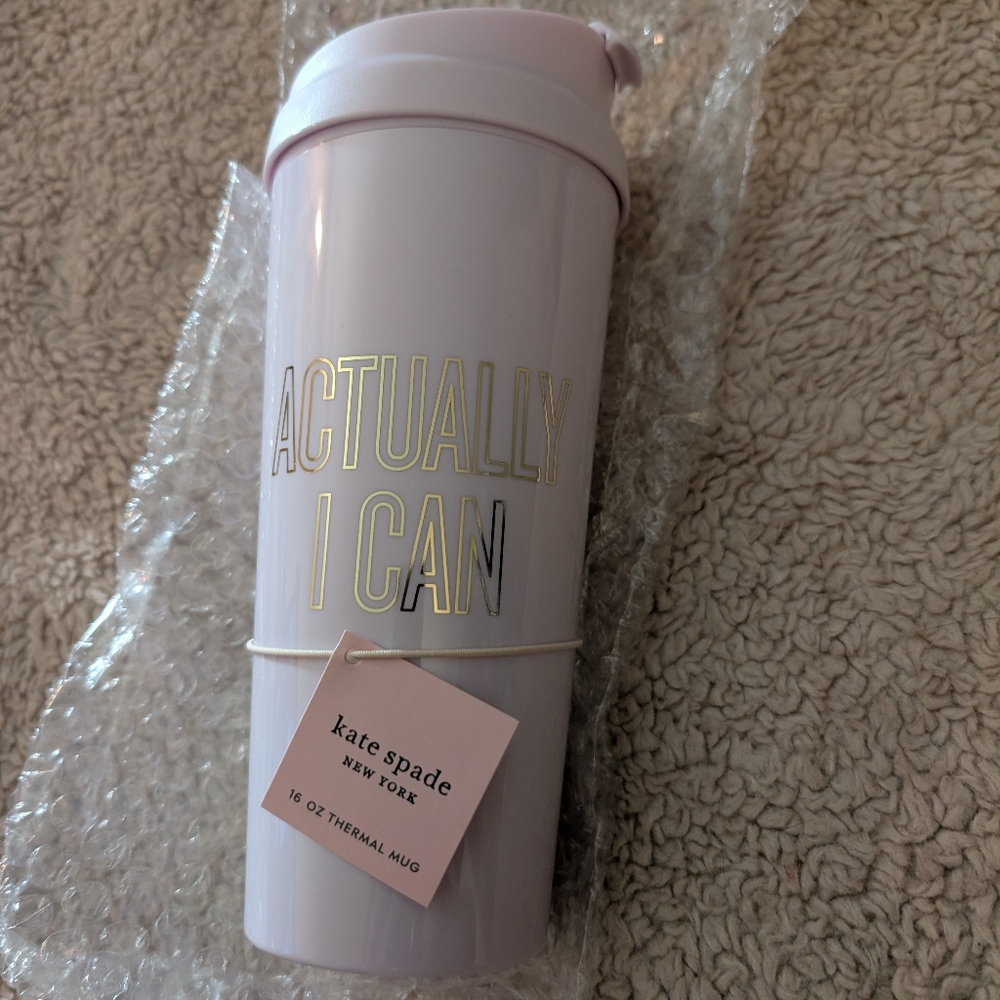 ACTUALLY
I CAN
kate spade
NEW YORK
16 OZ THERMAL MUG